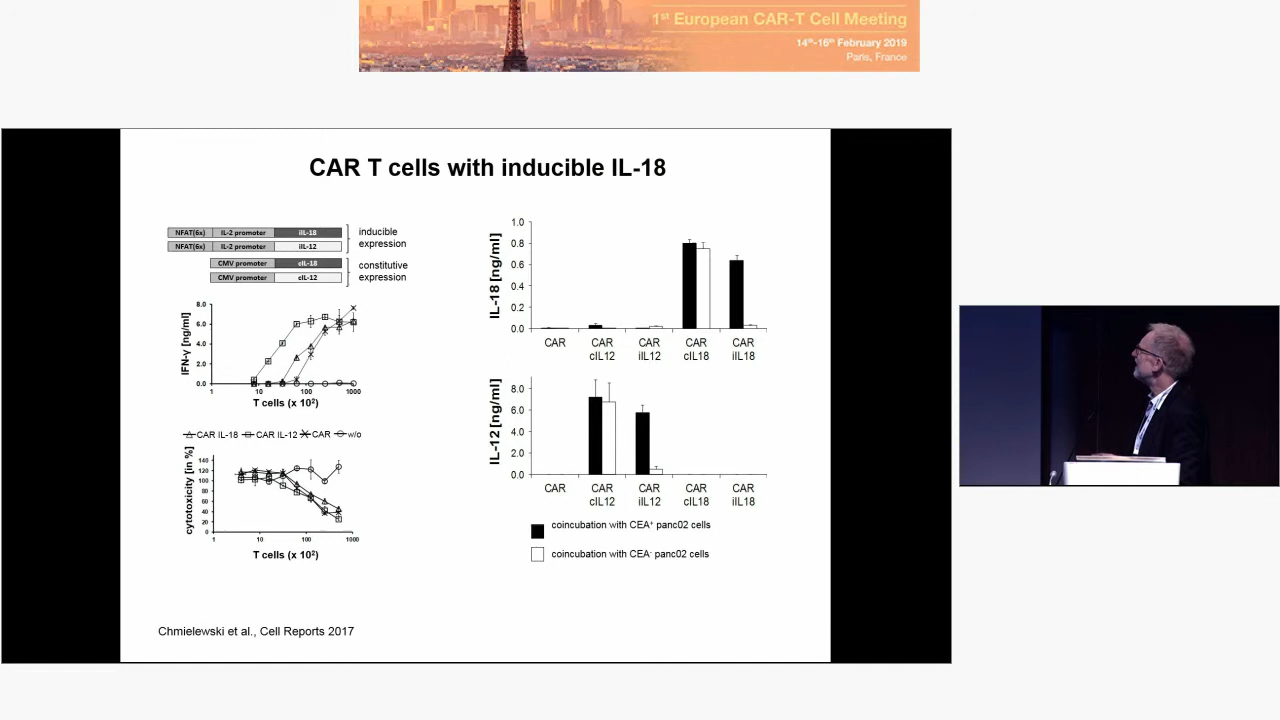 1st European CAR-T Cell Meeting
14th-16th February 2019
Paris, France
CAR T cells with inducible IL-18
NFAT(6x) IL-2 promoter iIL-18
NFAT(6x) IL-2 promoter iIL-12
inducible
expression
CMV promoter cIL-18
CMV promoter cIL-12
constitutive
expression
IFN-γ [ng/ml]
8.0
6.0
4.0
2.0
0.0
1 10 100 1000
T cells (x 10²)
CAR IL-18 CAR IL-12 CAR w/o
cytotoxicity [in %]
140
120
100
80
60
40
20
0
1 10 100 1000
T cells (x 10²)
IL-18 [ng/ml]
1.0
0.8
0.6
0.4
0.2
0.0
CAR CAR CAR CAR CAR
cIL12 iIL12 cIL18 iIL18
IL-12 [ng/ml]
8.0
6.0
4.0
2.0
0.0
CAR CAR CAR CAR CAR
cIL12 iIL12 cIL18 iIL18
coincubation with CEA⁺ panc02 cells
coincubation with CEA⁻ panc02 cells
Chmielewski et al., Cell Reports 2017